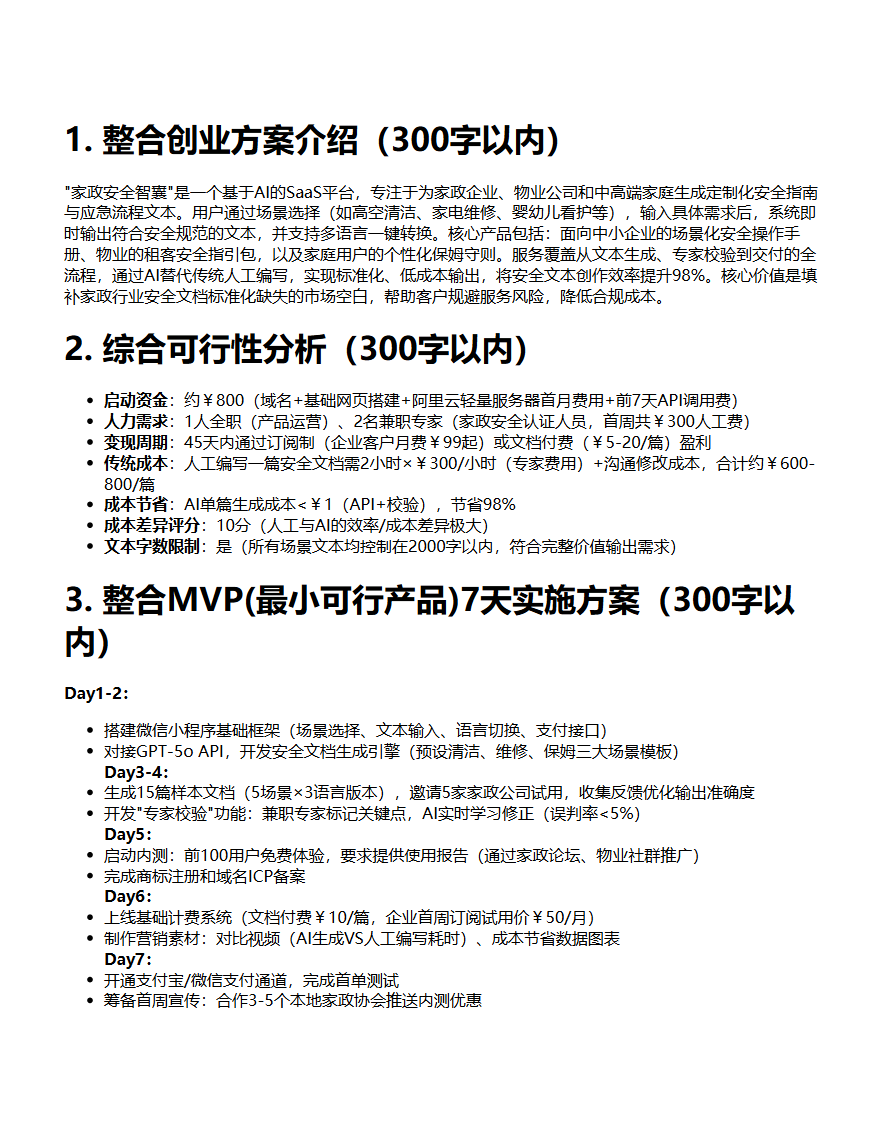 1. 整合创业方案介绍（300字以内）
"家政安全智囊"是一个基于AI的SaaS平台，专注于为家政企业、物业公司和中高端家庭生成定制化安全指南
与应急流程文本。用户通过场景选择（如高空清洁、家电维修、婴幼儿看护等），输入具体需求后，系统即
时输出符合安全规范的文本，并支持多语言一键转换。核心产品包括：面向中小企业的场景化安全操作手
册、物业的租客安全指引包，以及家庭用户的个性化保姆守则。服务覆盖从文本生成、专家校验到交付的全
流程，通过AI替代传统人工编写，实现标准化、低成本输出，将安全文本创作效率提升98%。核心价值是填
补家政行业安全文档标准化缺失的市场空白，帮助客户规避服务风险，降低合规成本。
2. 综合可行性分析（300字以内）
• 启动资金：约￥800（域名+基础网页搭建+阿里云轻量服务器首月费用+前7天API调用费）
• 人力需求：1人全职（产品运营）、2名兼职专家（家政安全认证人员，首周共￥300人工费）
• 变现周期：45天内通过订阅制（企业客户月费￥99起）或文档付费（￥5-20/篇）盈利
• 传统成本：人工编写一篇安全文档需2小时×￥300/小时（专家费用）+沟通修改成本，合计约￥600-
800/篇
• 成本节省：AI单篇生成成本<￥1（API+校验），节省98%
• 成本差异评分：10分（人工与AI的效率/成本差异极大）
• 文本字数限制：是（所有场景文本均控制在2000字以内，符合完整价值输出需求）
3. 整合MVP(最小可行产品)7天实施方案（300字以
内）
Day1-2：
• 搭建微信小程序基础框架（场景选择、文本输入、语言切换、支付接口）
• 对接GPT-5o API，开发安全文档生成引擎（预设清洁、维修、保姆三大场景模板）
Day3-4：
• 生成15篇样本文档（5场景×3语言版本），邀请5家家政公司试用，收集反馈优化输出准确度
• 开发"专家校验"功能：兼职专家标记关键点，AI实时学习修正（误判率<5%）
Day5：
• 启动内测：前100用户免费体验，要求提供使用报告（通过家政论坛、物业社群推广）
• 完成商标注册和域名ICP备案
Day6：
• 上线基础计费系统（文档付费￥10/篇，企业首周订阅试用价￥50/月）
• 制作营销素材：对比视频（AI生成VS人工编写耗时）、成本节省数据图表
Day7：
• 开通支付宝/微信支付通道，完成首单测试
• 筹备首周宣传：合作3-5个本地家政协会推送内测优惠